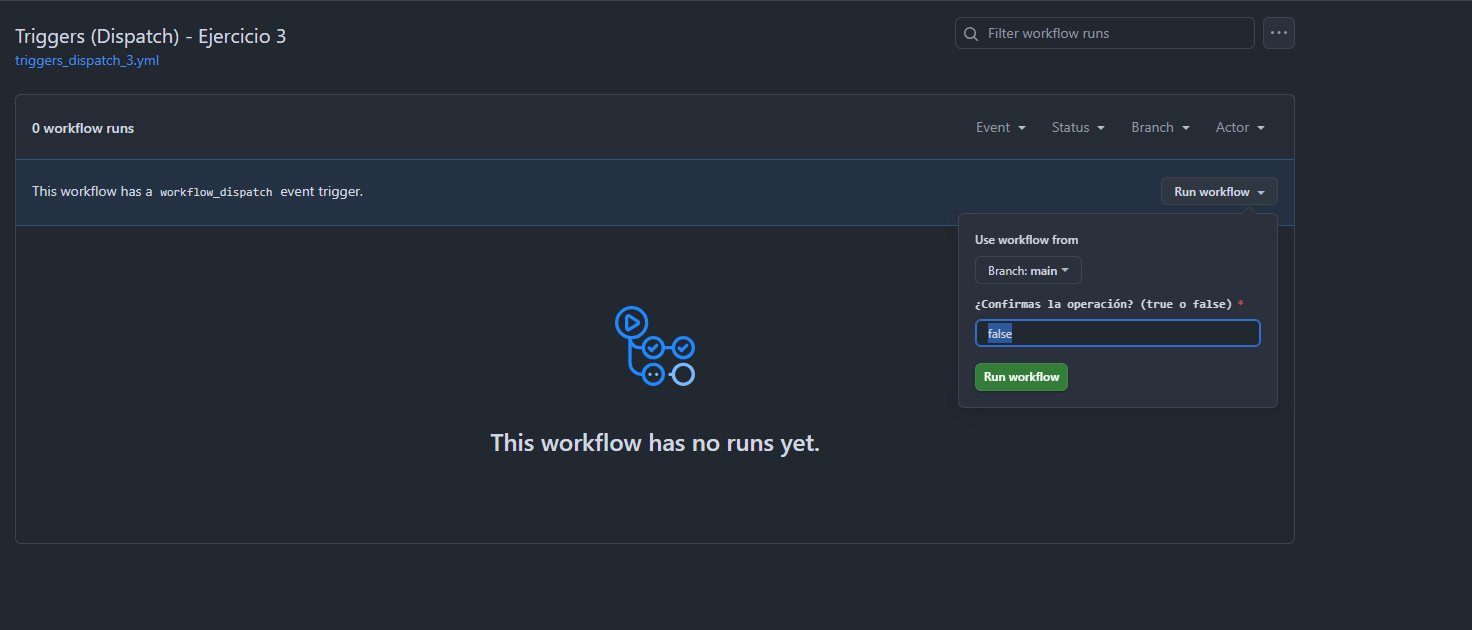 Triggers (Dispatch) - Ejercicio 3
Filter workflow runs
triggers_dispatch_3.yml
0 workflow runs
Event
Status
Branch
Actor
This workflow has a workflow_dispatch event trigger.
Run workflow
Use workflow from
Branch: main
¿Confirmas la operación? (true o false) *
false
Run workflow
This workflow has no runs yet.